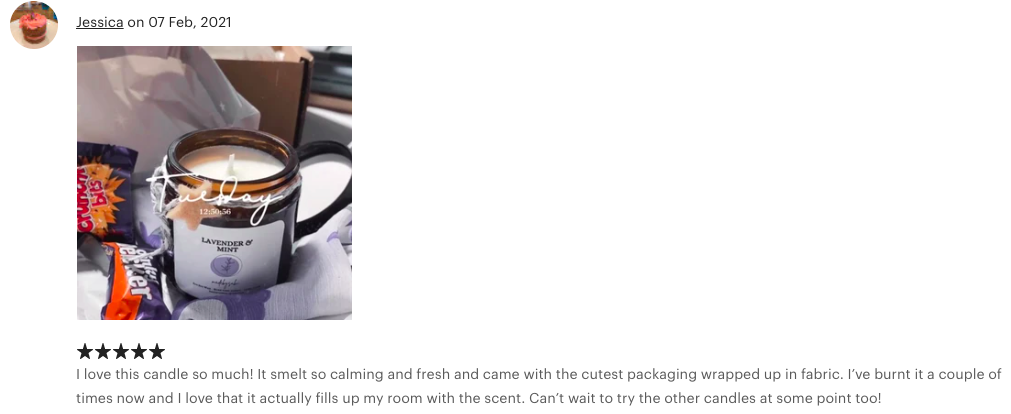 Jessica on 07 Feb, 2021
Tuesday
12:50:56
LAVENDER &
MINT
★★★★★
I love this candle so much! It smelt so calming and fresh and came with the cutest packaging wrapped up in fabric. I've burnt it a couple of
times now and I love that it actually fills up my room with the scent. Can't wait to try the other candles at some point too!